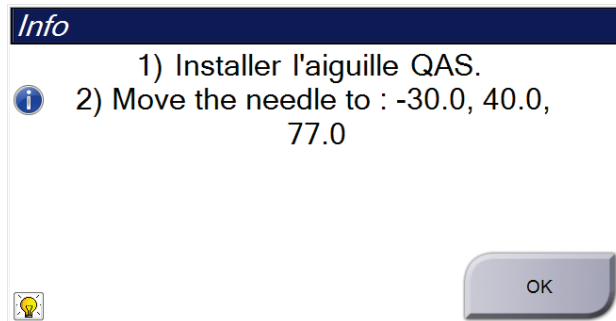 Info
1) Installer l'aiguille QAS.
2) Move the needle to : -30.0, 40.0,
77.0
OK